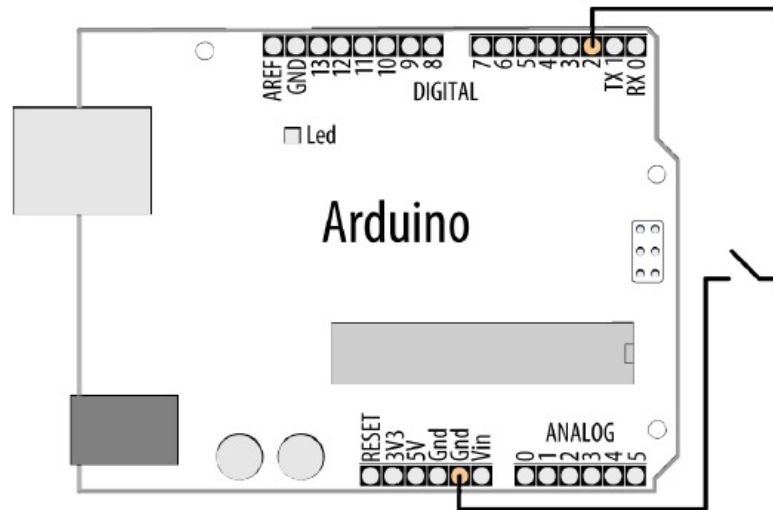 AREF GND 13 12 11 10 9 8 7 6 5 4 3 2 TX 1 RX 0
DIGITAL
Led
Arduino
RESET 3V3 5V Gnd Gnd Vin
ANALOG
0 1 2 3 4 5